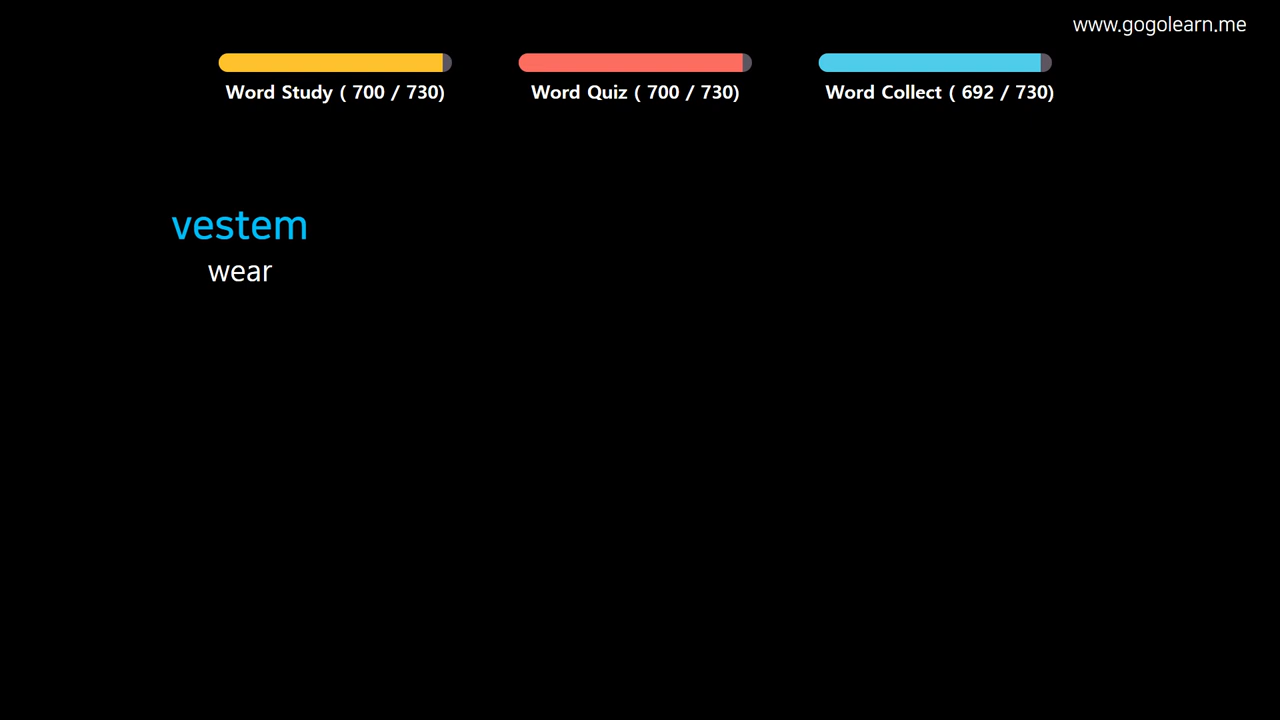 www.gogolearn.me
Word Study ( 700 / 730)
Word Quiz ( 700 / 730)
Word Collect ( 692 / 730)
vestem
wear